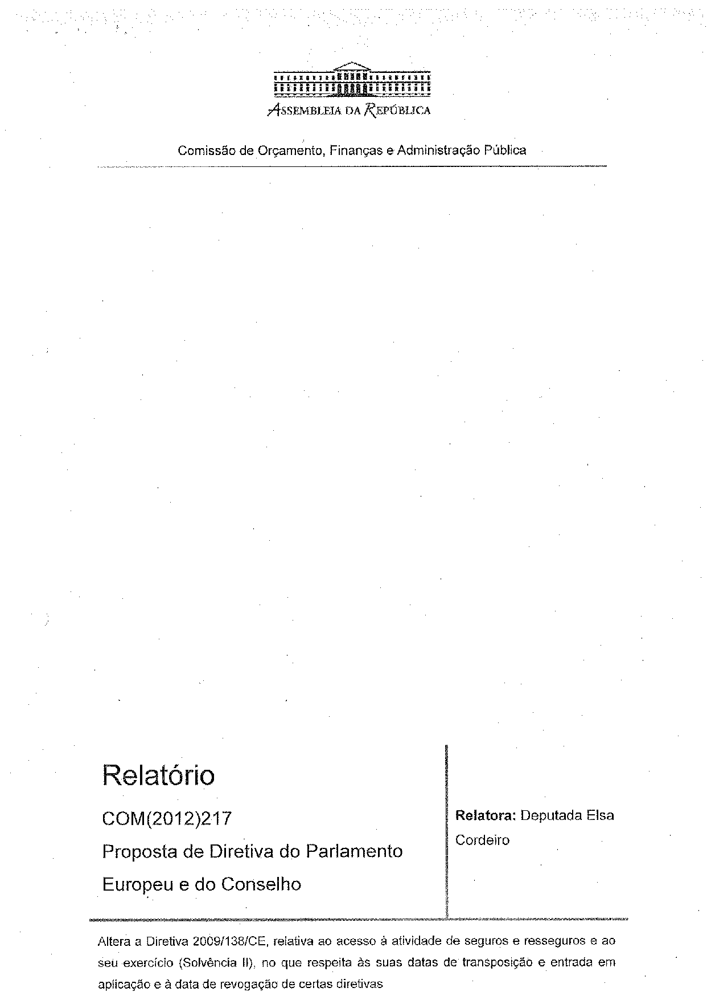 ASSEMBLEIA DA REPÚBLICA
Comissão de Orçamento, Finanças e Administração Pública
Relatório
COM(2012)217
Proposta de Diretiva do Parlamento
Europeu e do Conselho
Relatora: Deputada Elsa
Cordeiro
Altera a Diretiva 2009/138/CE, relativa ao acesso à atividade de seguros e resseguros e ao
seu exercício (Solvência II), no que respeita às suas datas de transposição e entrada em
aplicação e à data de revogação de certas diretivas